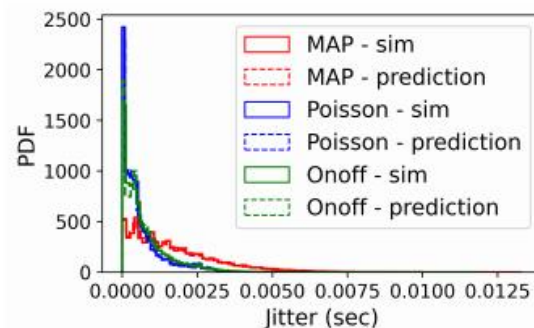 2500
2000
1500
1000
500
0
PDF
MAP - sim
MAP - prediction
Poisson - sim
Poisson - prediction
Onoff - sim
Onoff - prediction
0.0000 0.0025 0.0050 0.0075 0.0100 0.0125
Jitter (sec)